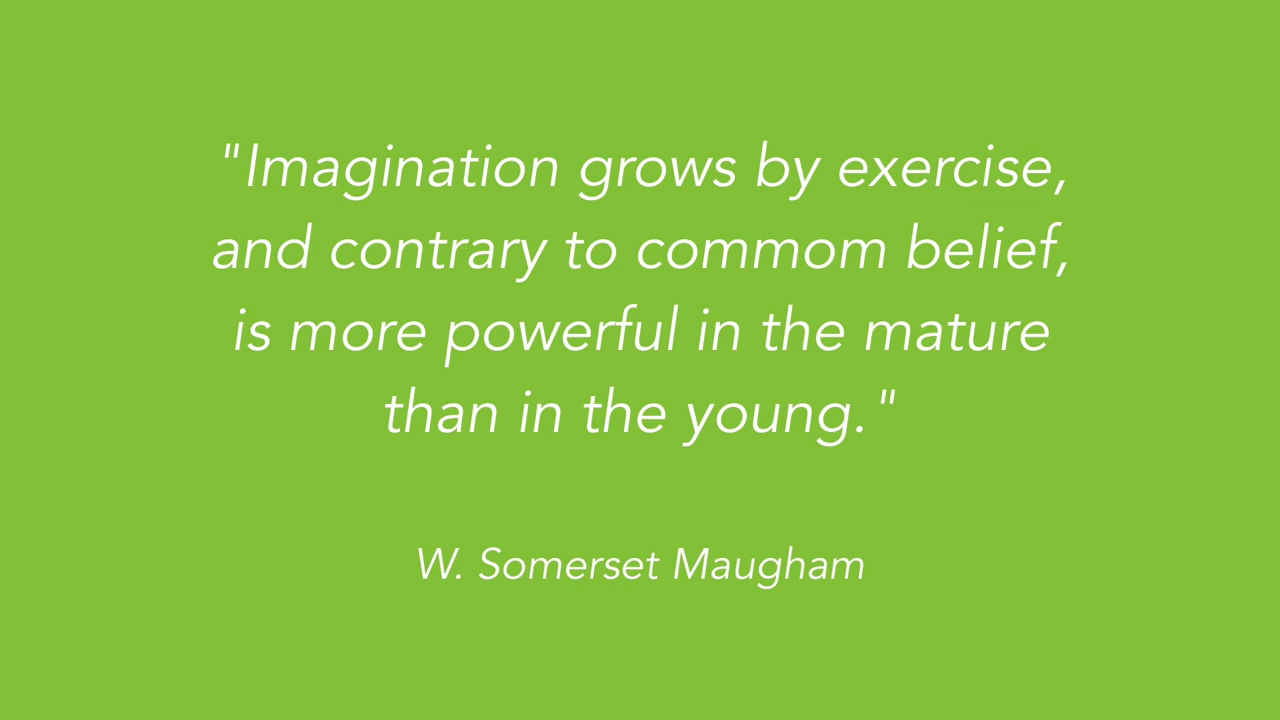 "Imagination grows by exercise,
and contrary to commom belief,
is more powerful in the mature
than in the young."
W. Somerset Maugham